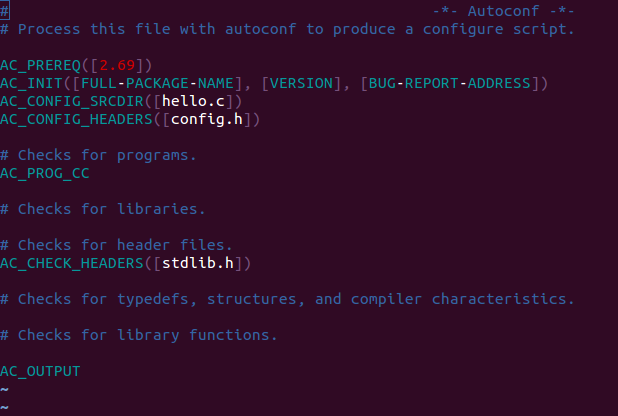 #                                               -*- Autoconf -*-
# Process this file with autoconf to produce a configure script.
AC_PREREQ([2.69])
AC_INIT([FULL-PACKAGE-NAME], [VERSION], [BUG-REPORT-ADDRESS])
AC_CONFIG_SRCDIR([hello.c])
AC_CONFIG_HEADERS([config.h])
# Checks for programs.
AC_PROG_CC
# Checks for libraries.
# Checks for header files.
AC_CHECK_HEADERS([stdlib.h])
# Checks for typedefs, structures, and compiler characteristics.
# Checks for library functions.
AC_OUTPUT
~
~